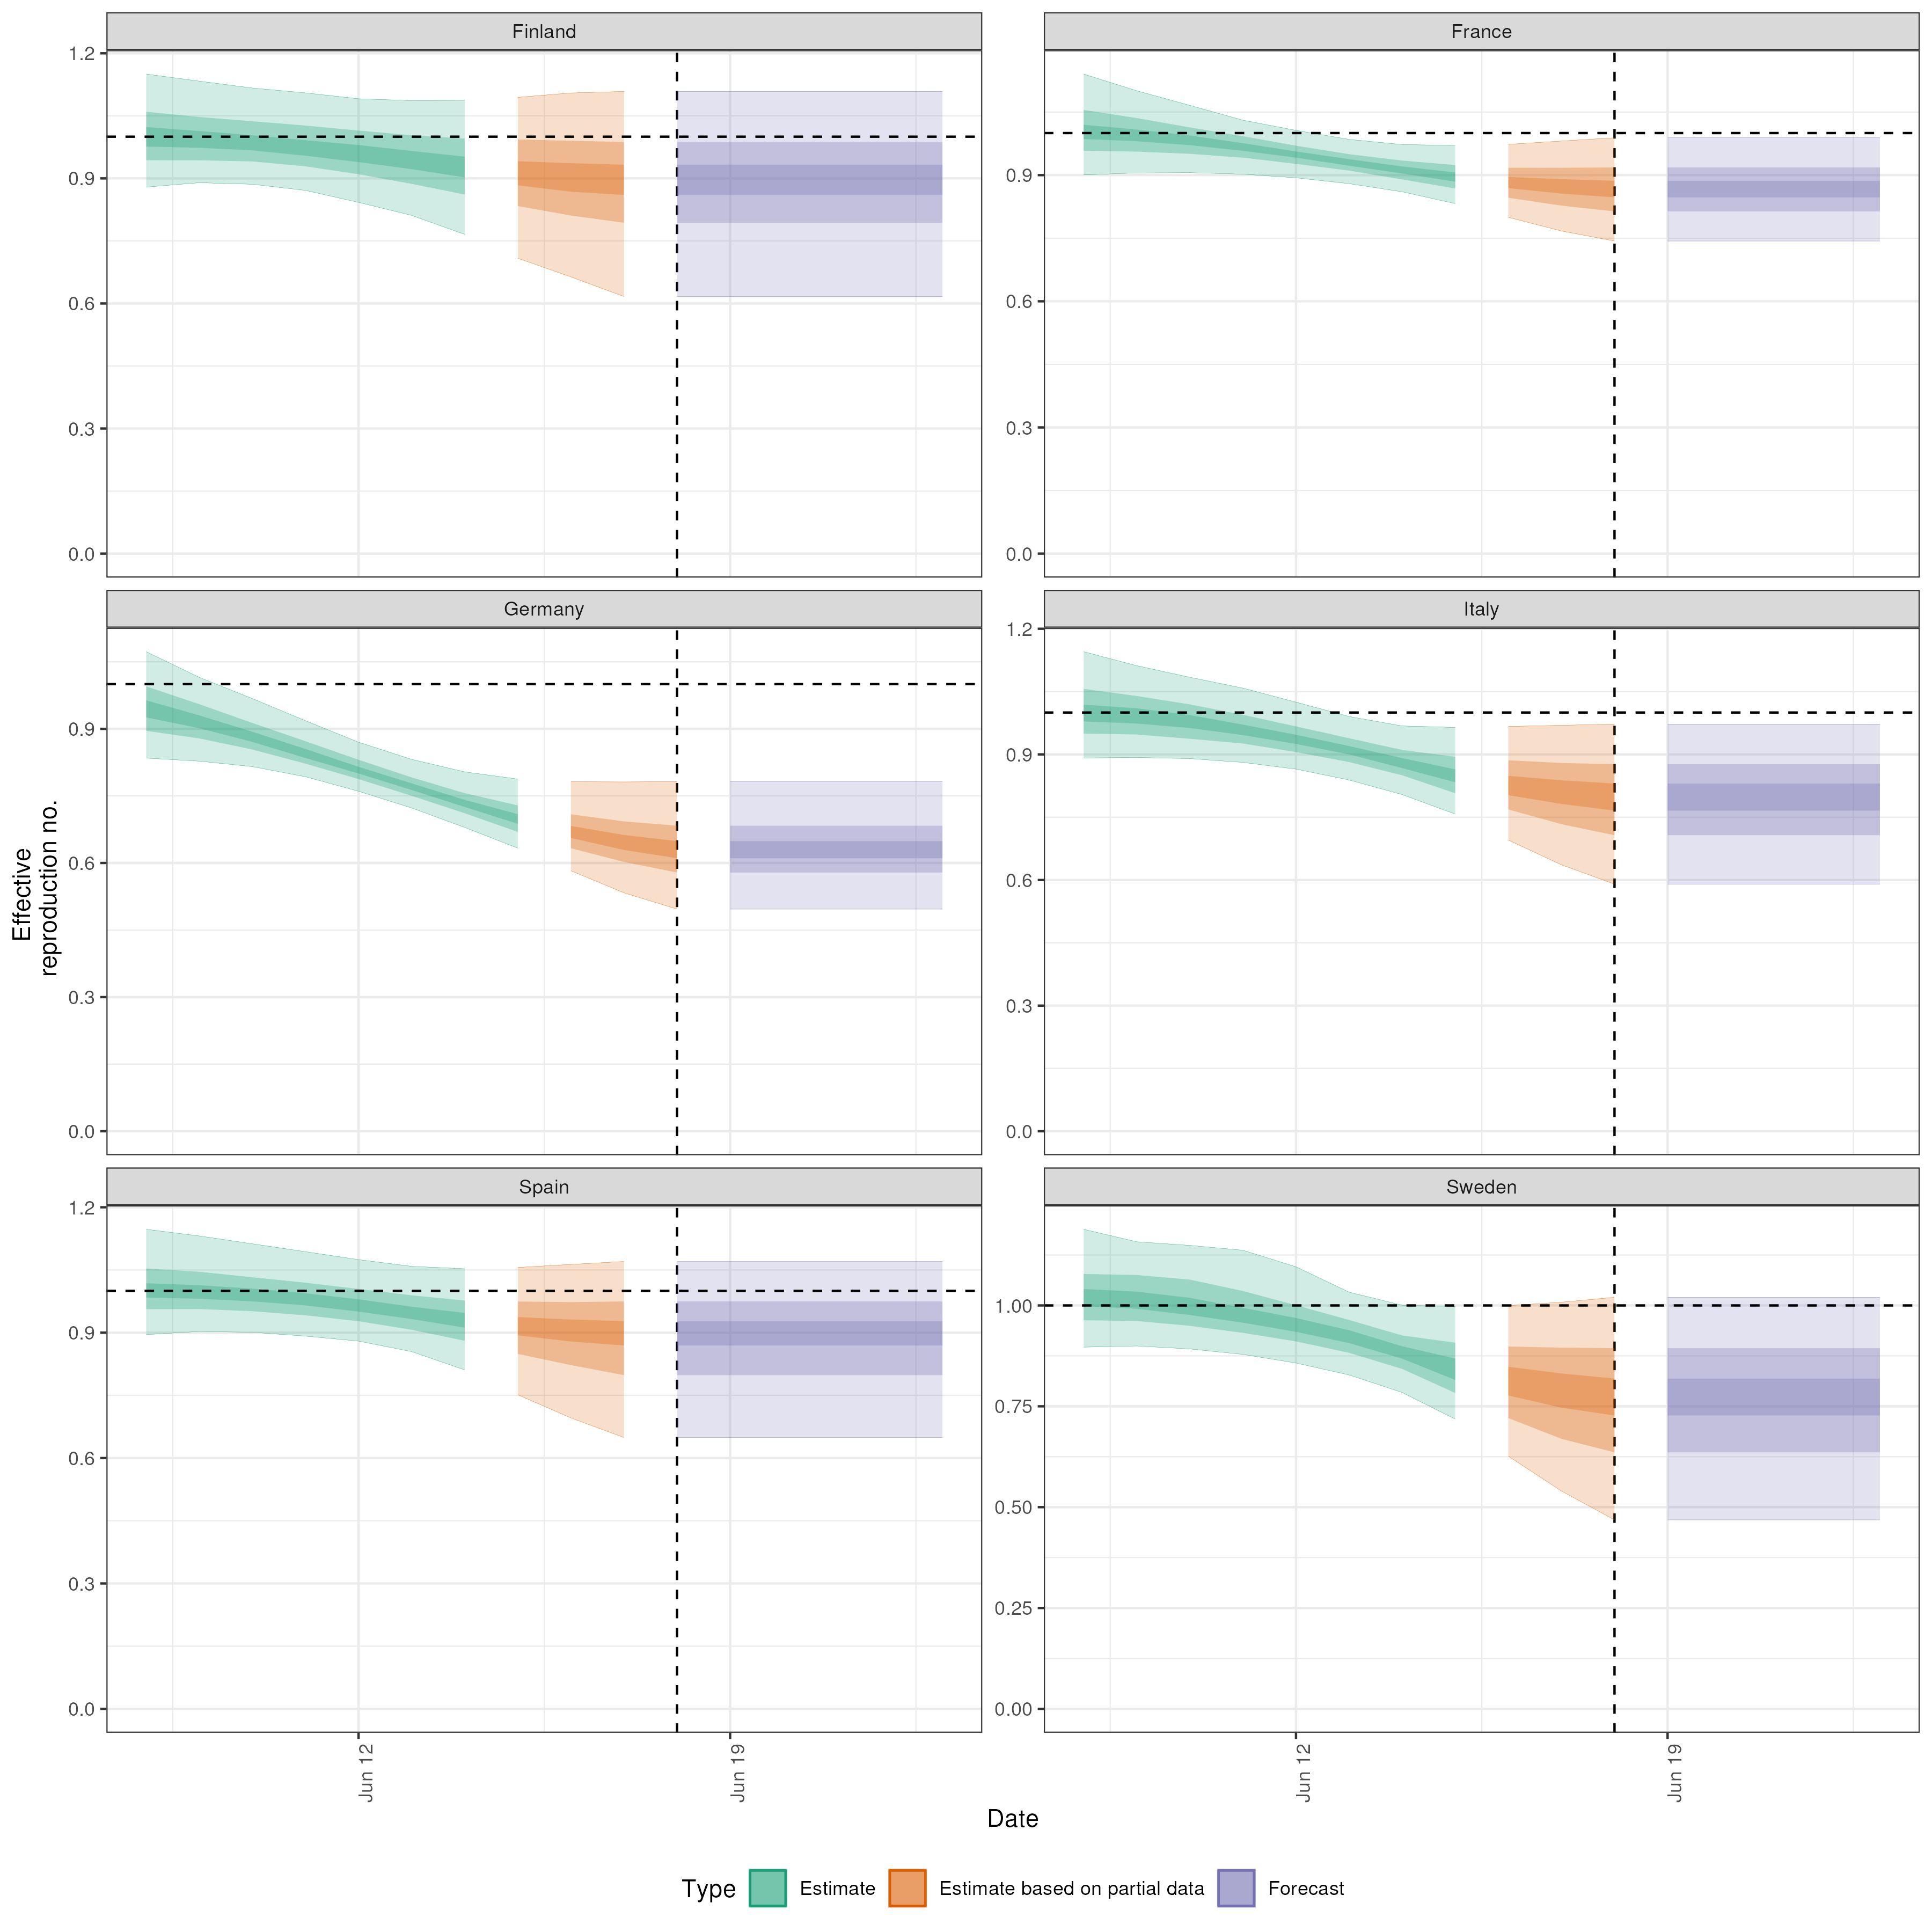 Finland
France
1.2
0.9
0.6
0.3
0.0
0.9
0.6
0.3
0.0
Germany
Italy
0.9
0.6
0.3
0.0
1.2
0.9
0.6
0.3
0.0
Spain
Sweden
1.2
0.9
0.6
0.3
0.0
1.00
0.75
0.50
0.25
0.00
Effective
reproduction no.
Jun 12
Jun 19
Jun 12
Jun 19
Date
Type Estimate Estimate based on partial data Forecast